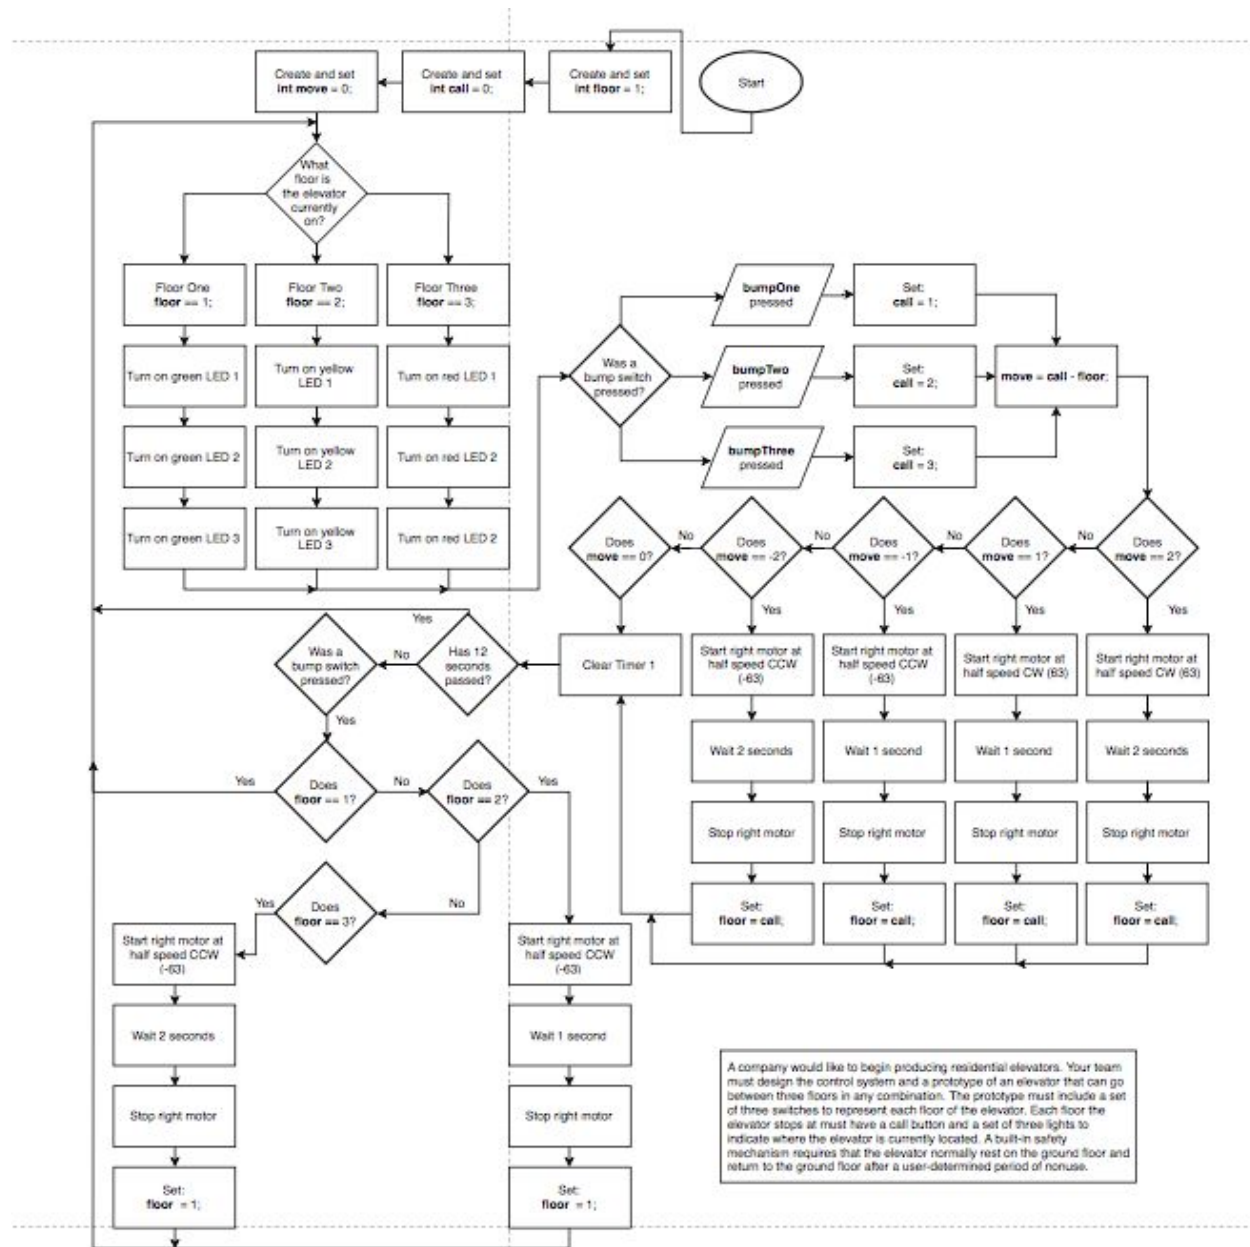 Create and set
int move = 0;
Create and set
int call = 0;
Create and set
int floor = 1;
Start
What
floor is
the elevator
currently
on?
Floor One
floor == 1;
Floor Two
floor == 2;
Floor Three
floor == 3;
Turn on green LED 1
Turn on yellow
LED 1
Turn on red LED 1
Turn on green LED 2
Turn on yellow
LED 2
Turn on red LED 2
Turn on green LED 3
Turn on yellow
LED 3
Turn on red LED 2
Was a
bump switch
pressed?
bumpOne
pressed
Set:
call = 1;
bumpTwo
pressed
Set:
call = 2;
move = call - floor;
bumpThree
pressed
Set:
call = 3;
Does
move == 0?
No
Does
move == -2?
No
Does
move == -1?
No
Does
move == 1?
No
Does
move == 2?
Yes
Yes
Yes
Yes
Clear Timer 1
Start right motor at
half speed CCW
(-63)
Start right motor at
half speed CCW
(-63)
Start right motor at
half speed CW (63)
Start right motor at
half speed CW (63)
Wait 2 seconds
Wait 1 second
Wait 1 second
Wait 2 seconds
Stop right motor
Stop right motor
Stop right motor
Stop right motor
Set:
floor = call;
Set:
floor = call;
Set:
floor = call;
Set:
floor = call;
Yes
Was a
bump switch
pressed?
No
Has 12
seconds
passed?
Yes
Yes
Does
floor == 1?
No
Does
floor == 2?
Yes
Yes
Does
floor == 3?
No
Start right motor at
half speed CCW
(-63)
Start right motor at
half speed CCW
(-63)
Wait 2 seconds
Wait 1 second
Stop right motor
Stop right motor
Set:
floor = 1;
Set:
floor = 1;
A company would like to begin producing residential elevators. Your team
must design the control system and a prototype of an elevator that can go
between three floors in any combination. The prototype must include a set
of three switches to represent each floor of the elevator. Each floor the
elevator stops at must have a call button and a set of three lights to
indicate where the elevator is currently located. A built-in safety
mechanism requires that the elevator normally rest on the ground floor and
return to the ground floor after a user-determined period of nonuse.